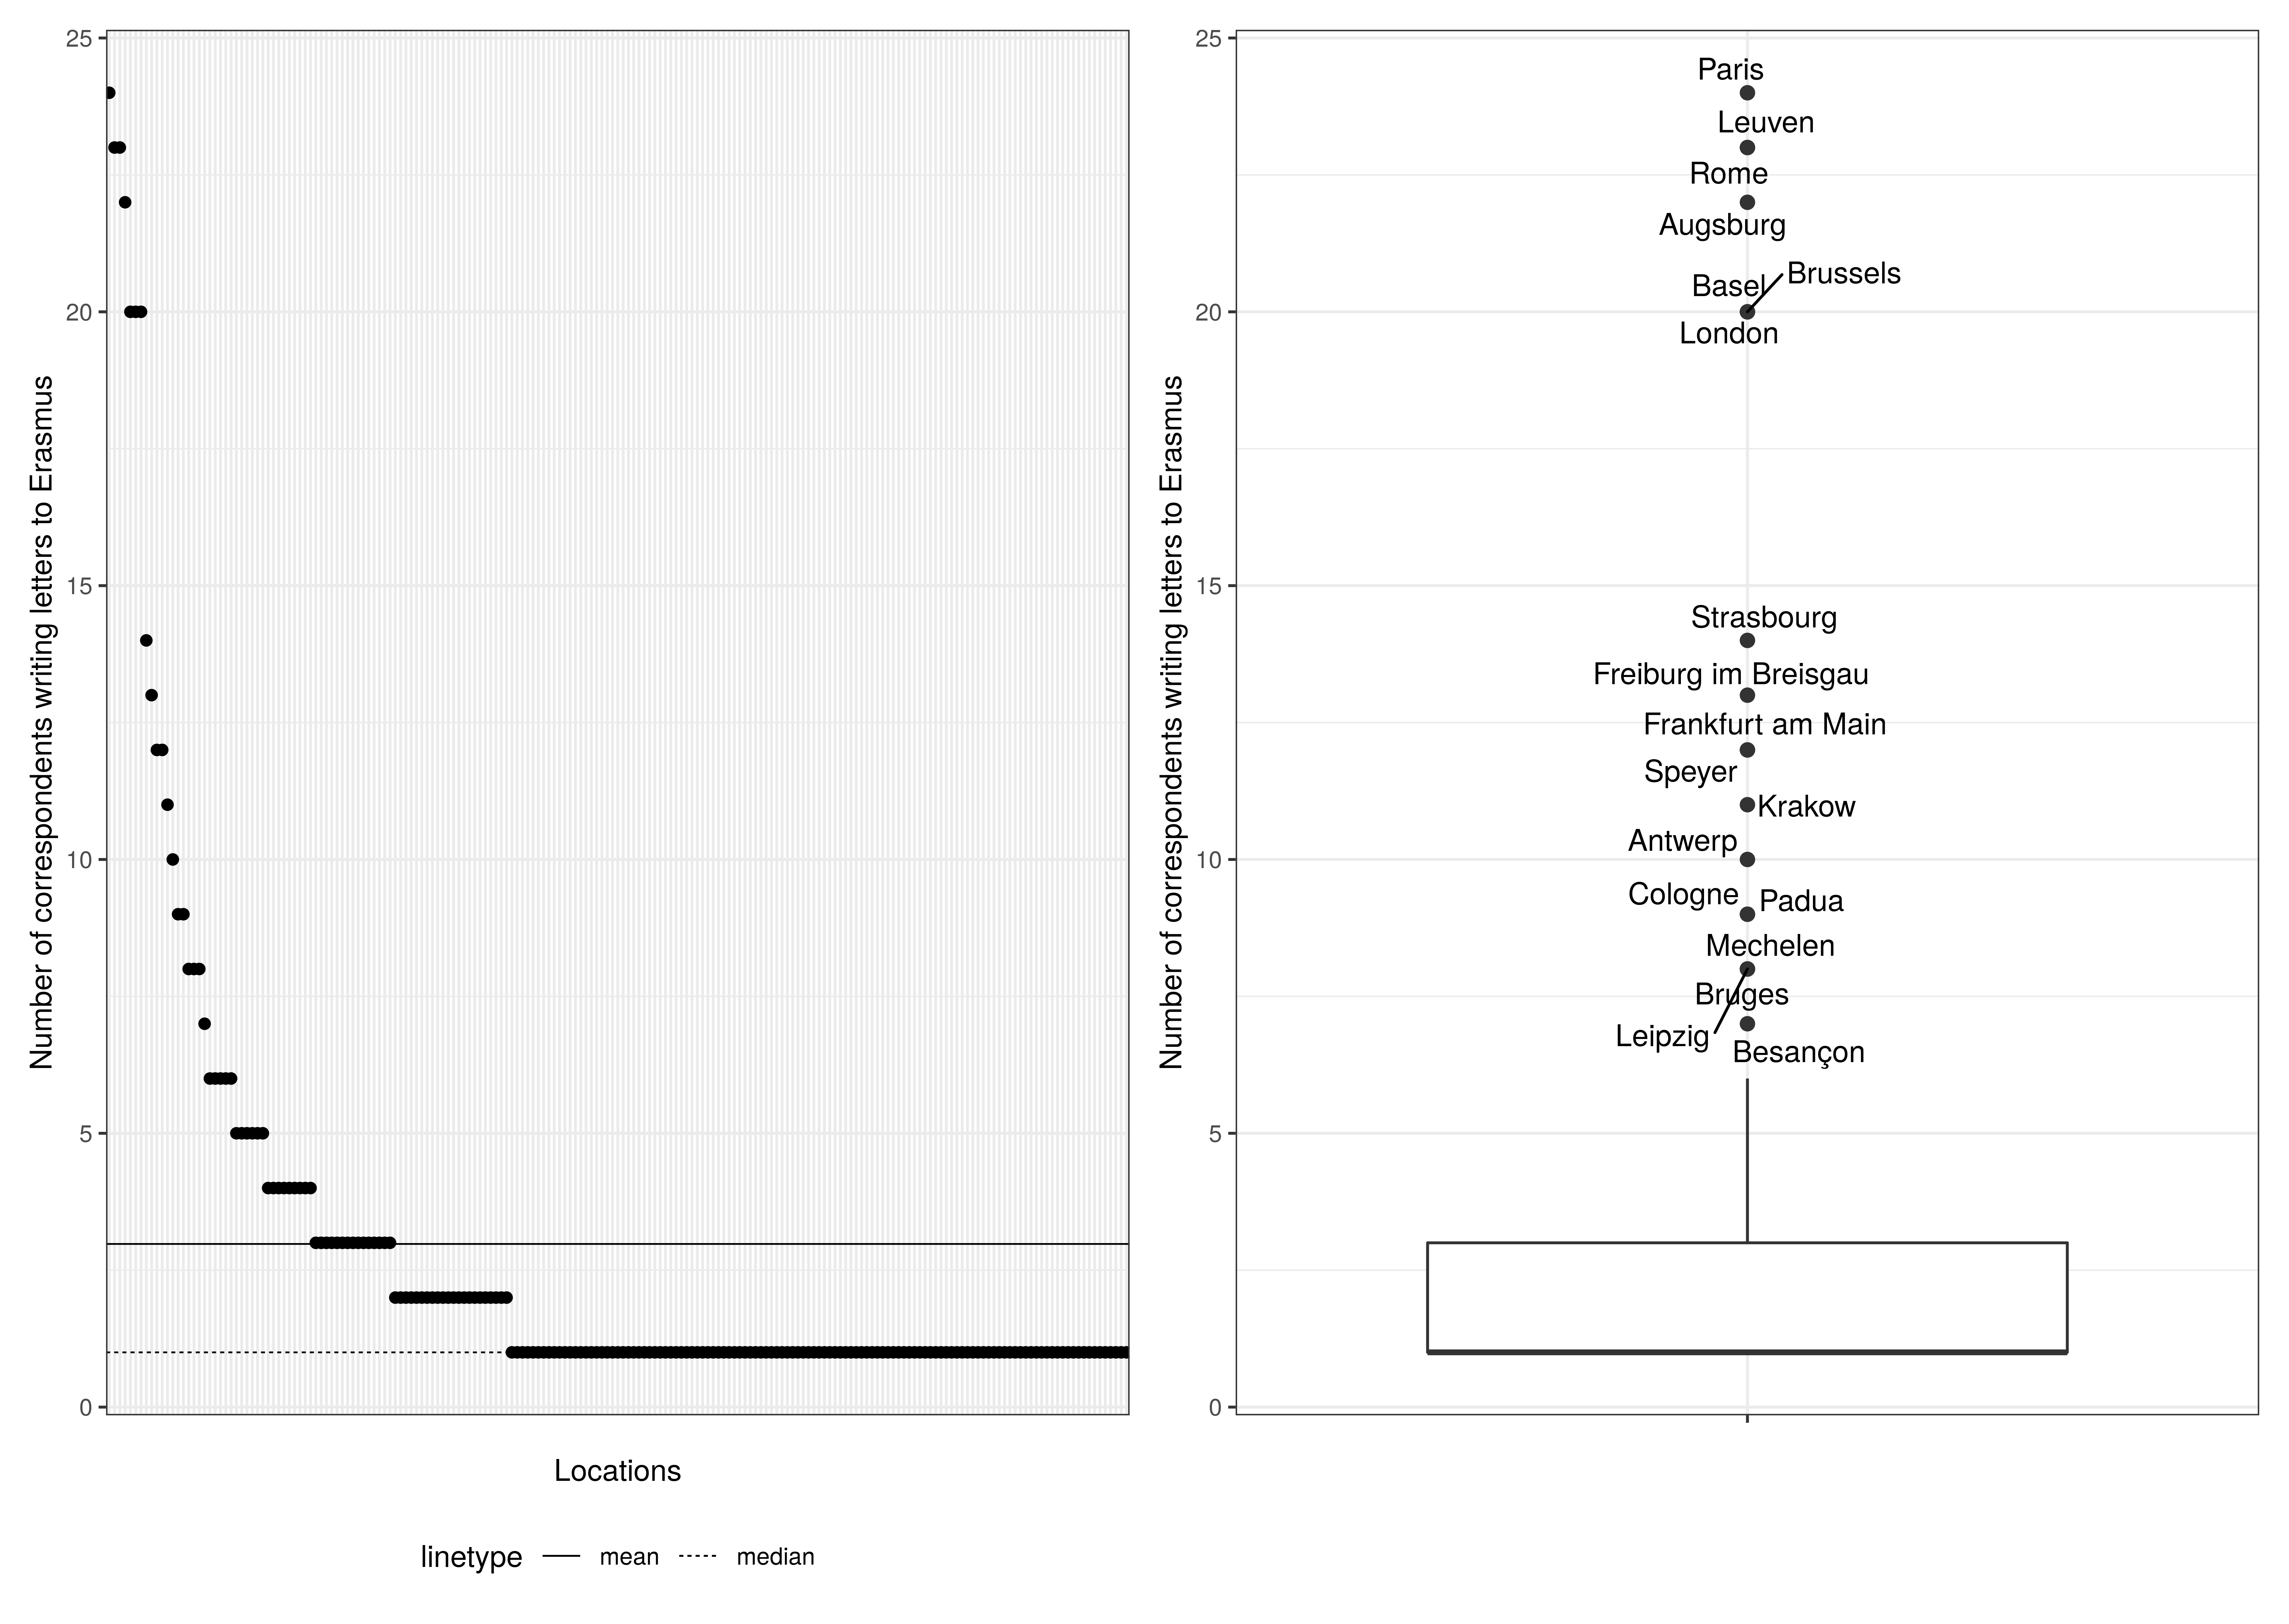 Number of correspondents writing letters to Erasmus
25
20
15
10
5
0
Locations
linetype mean median
Number of correspondents writing letters to Erasmus
25
20
15
10
5
0
Paris
Leuven
Rome
Augsburg
Brussels
Basel
London
Strasbourg
Freiburg im Breisgau
Frankfurt am Main
Speyer
Krakow
Antwerp
Cologne
Padua
Mechelen
Bruges
Leipzig
Besançon